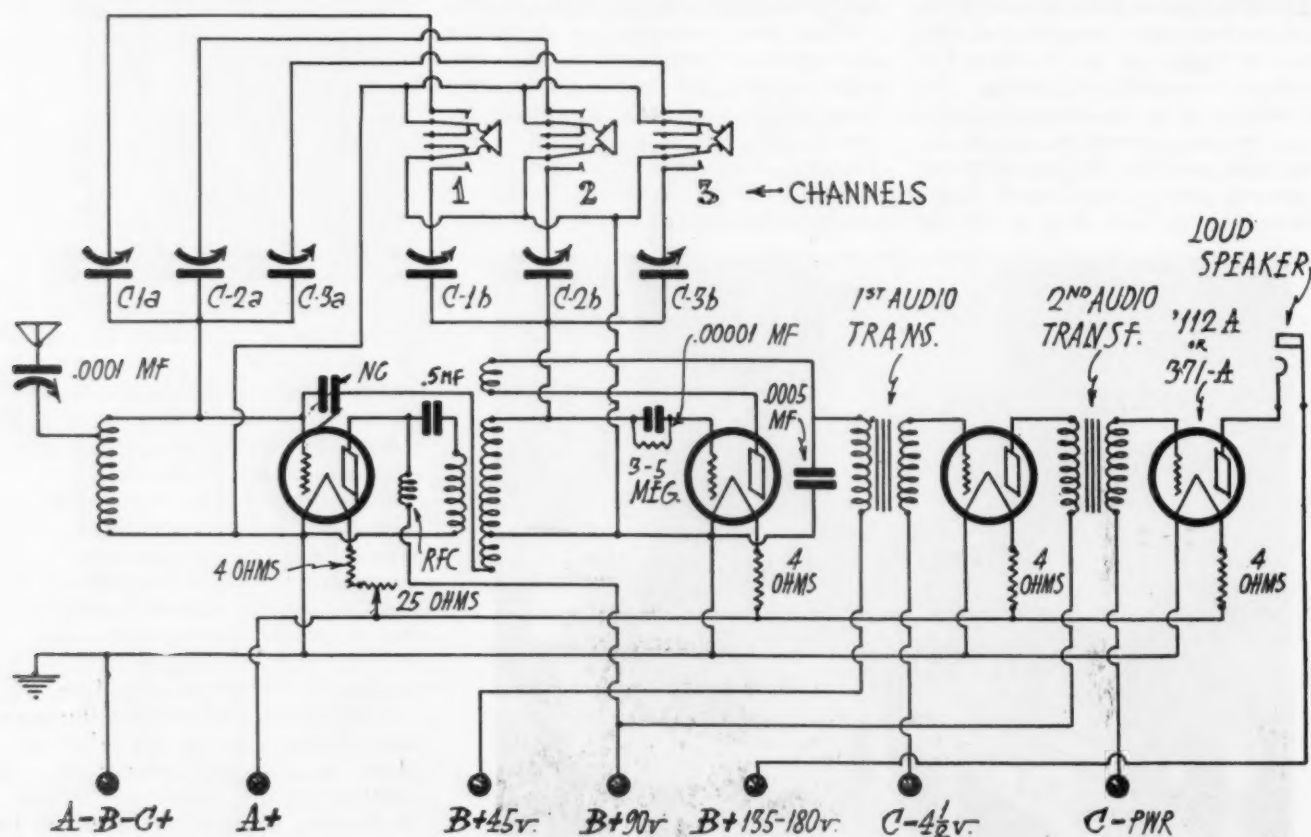 1 2 3 ← CHANNELS
LOUD
SPEAKER
C-1a C-2a C-3a C-1b C-2b C-3b
1ST AUDIO
TRANS.
2ND AUDIO
TRANSF.
'112 A
OR
371-A
.0001 MF
NC
.5MF
.00001 MF
.0005
MF
3-5
MEG.
4 OHMS
RFC
25 OHMS
4
OHMS
4
OHMS
4
OHMS
A-B-C+ A+ B+45v. B+90v. B+135-180v. C-4½v. C-PWR